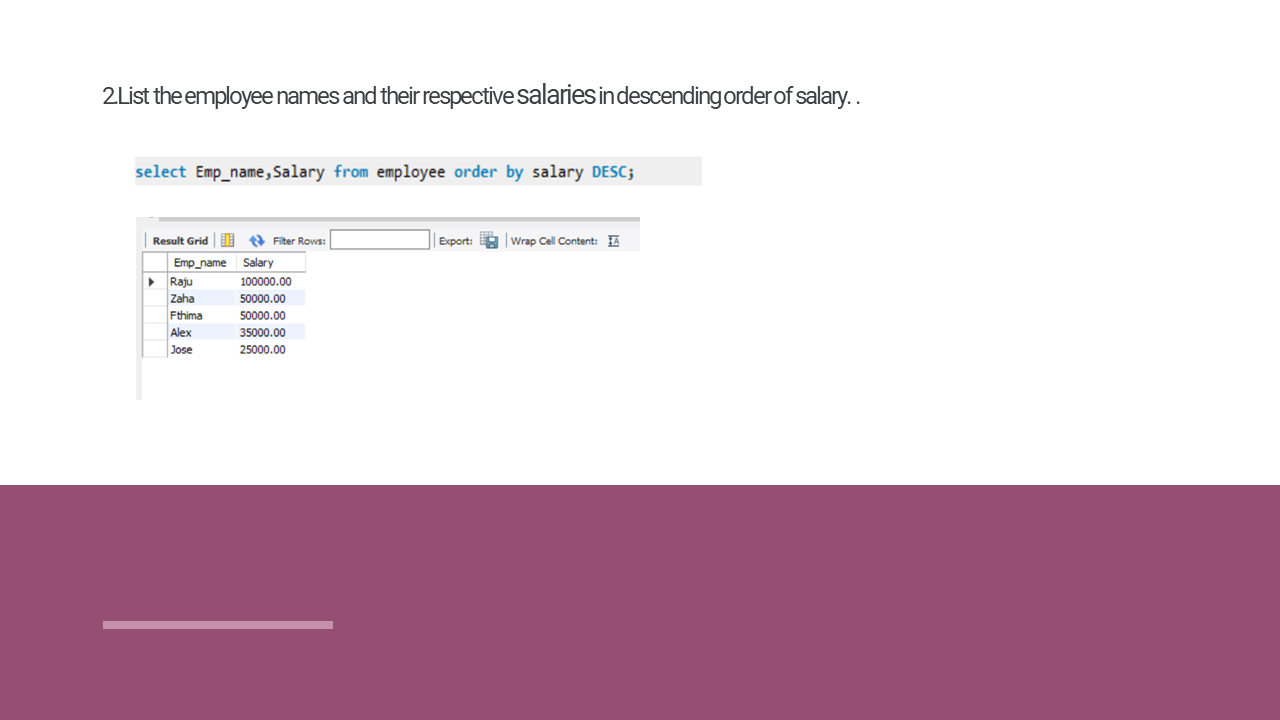 2.List the employee names and their respective salaries in descending order of salary. .
select Emp_name,Salary from employee order by salary DESC;
Result Grid Filter Rows: Export: Wrap Cell Content: IA
Emp_name Salary
Raju 100000.00
Zaha 50000.00
Fthima 50000.00
Alex 35000.00
Jose 25000.00